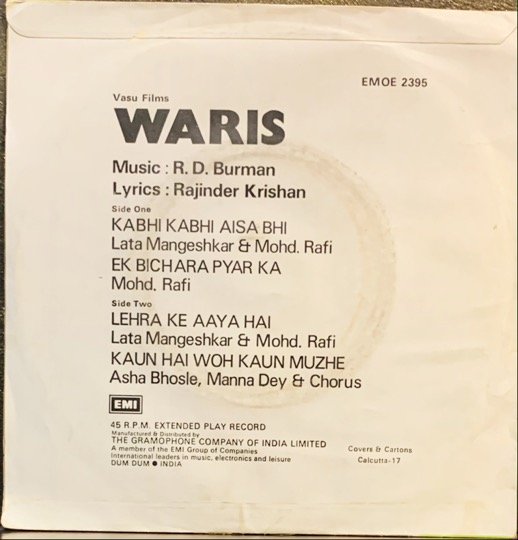 EMOE 2395
Vasu Films
WARIS
Music : R. D. Burman
Lyrics : Rajinder Krishan
Side One
KABHI KABHI AISA BHI
Lata Mangeshkar & Mohd. Rafi
EK BICHARA PYAR KA
Mohd. Rafi
Side Two
LEHRA KE AAYA HAI
Lata Mangeshkar & Mohd. Rafi
KAUN HAI WOH KAUN MUZHE
Asha Bhosle, Manna Dey & Chorus
EMI
45 R.P.M. EXTENDED PLAY RECORD
Manufactured & Distributed by
THE GRAMOPHONE COMPANY OF INDIA LIMITED
A member of the EMI Group of Companies
International leaders in music, electronics and leisure
DUM DUM ● INDIA
Covers & Cartons
Calcutta-17